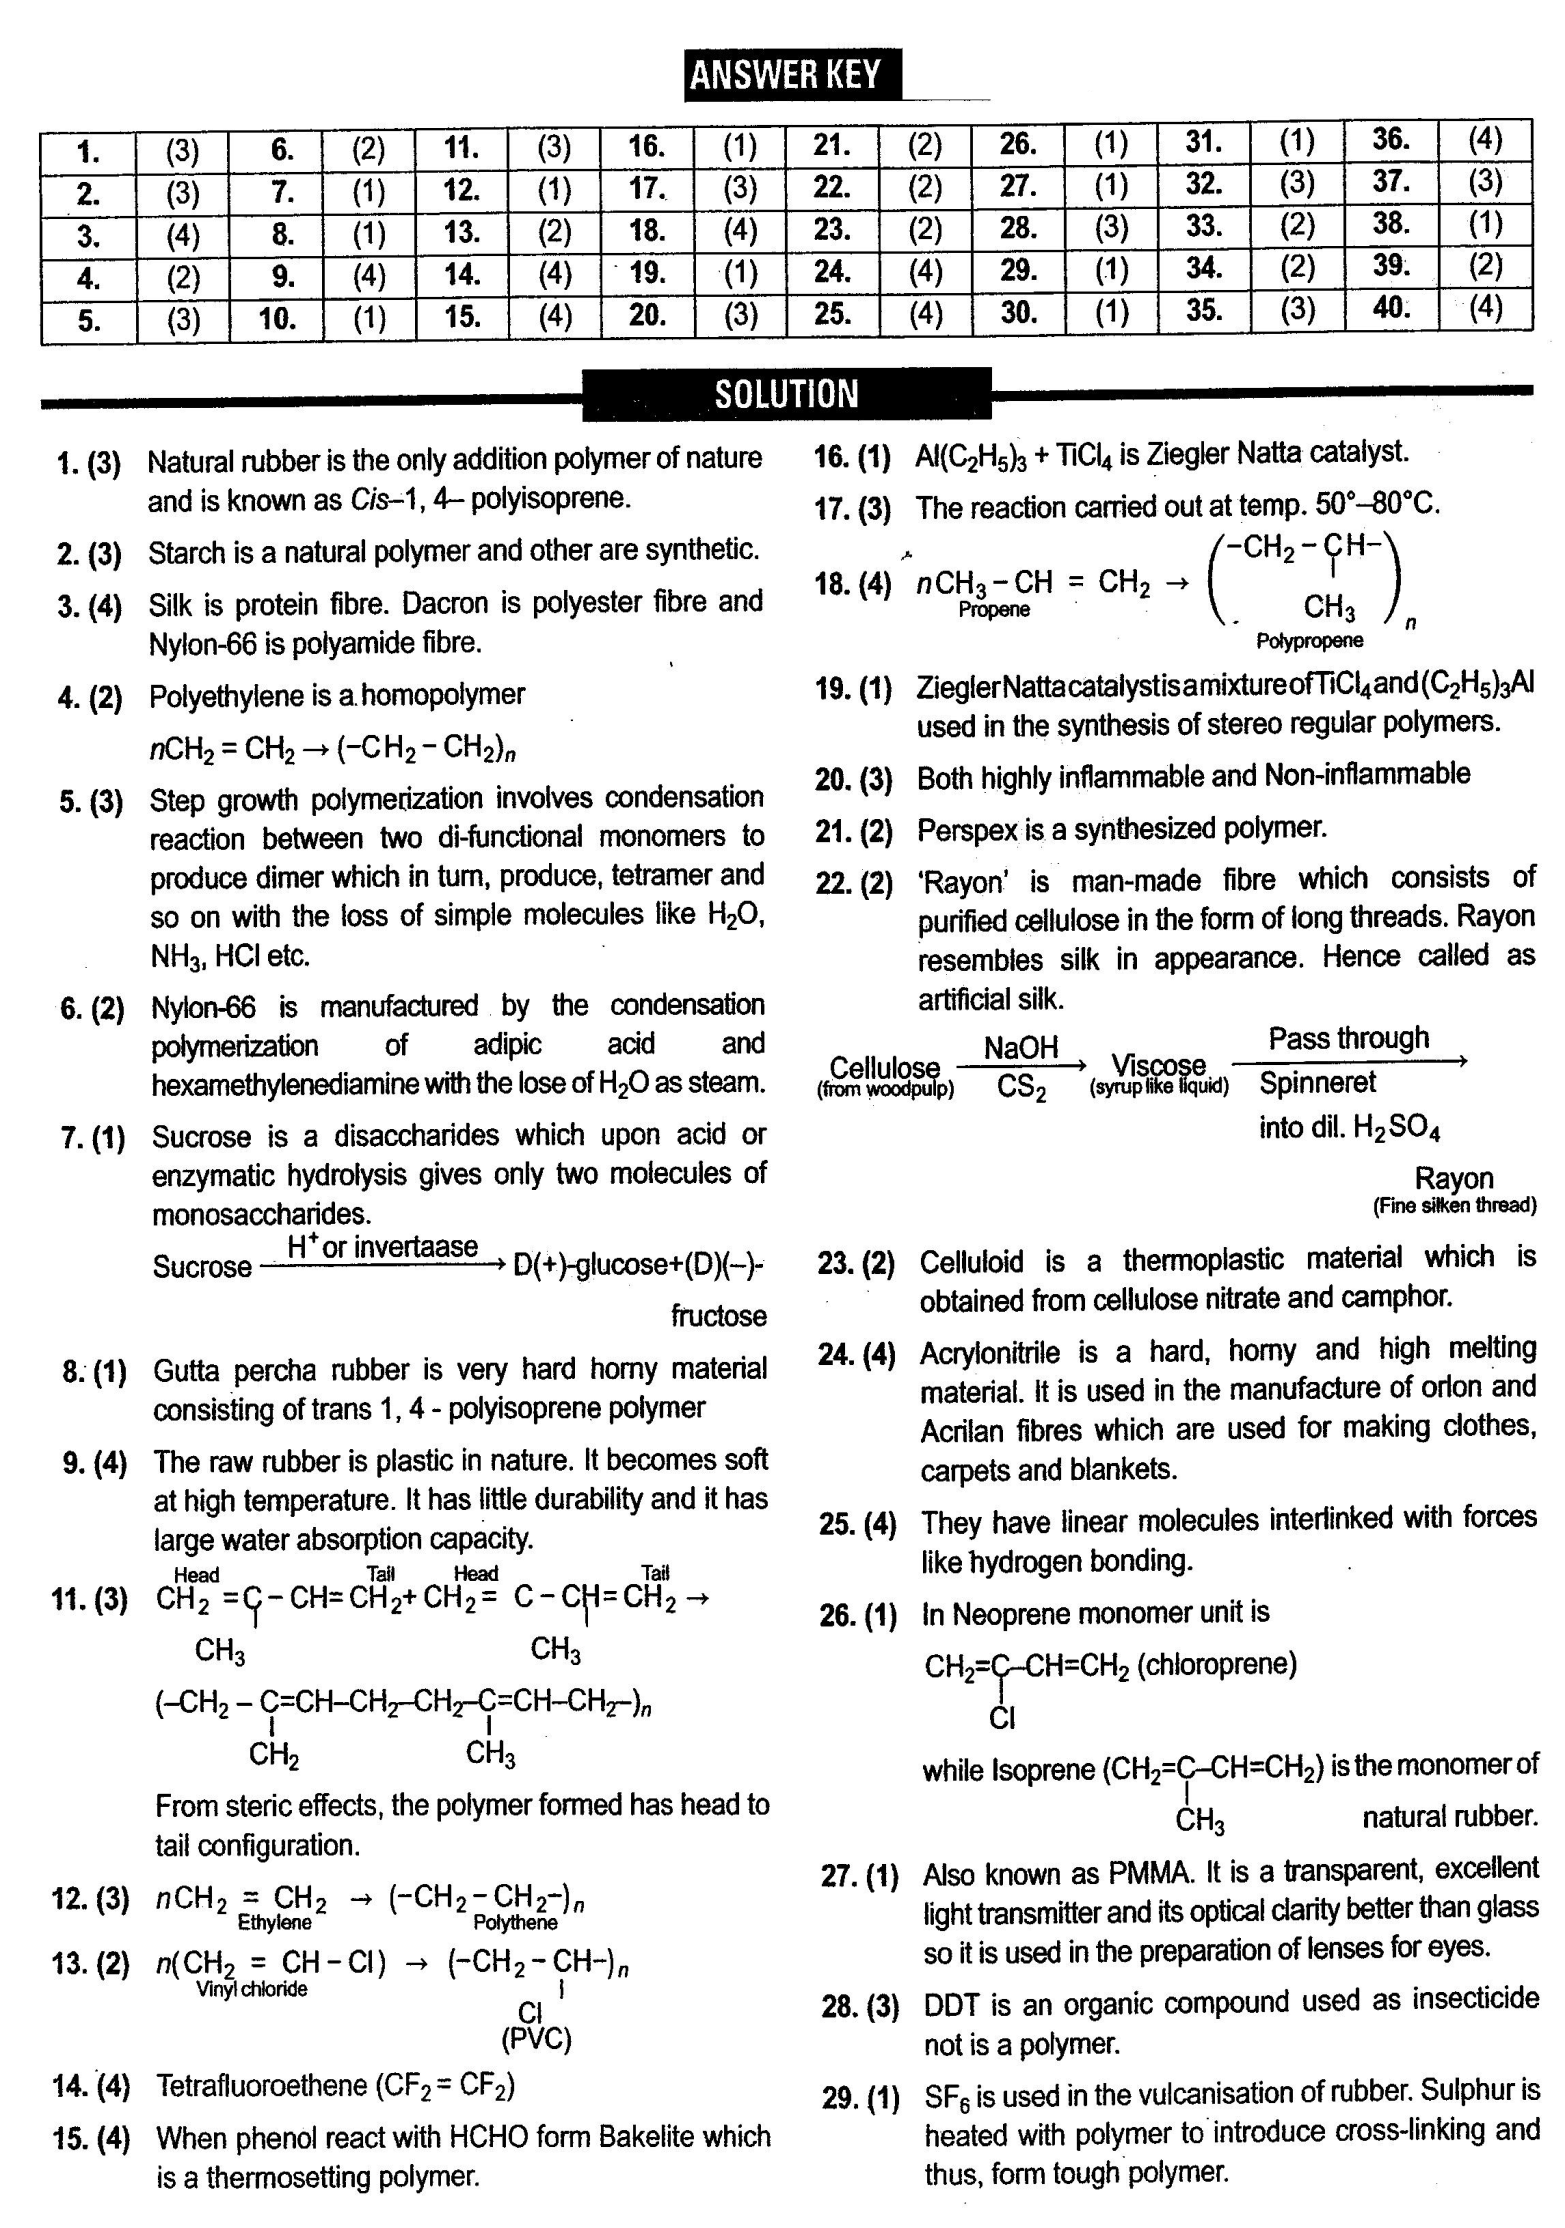 ANSWER KEY
1. (3) 6. (2) 11. (3) 16. (1) 21. (2) 26. (1) 31. (1) 36. (4)
2. (3) 7. (1) 12. (1) 17. (3) 22. (2) 27. (1) 32. (3) 37. (3)
3. (4) 8. (1) 13. (2) 18. (4) 23. (2) 28. (3) 33. (2) 38. (1)
4. (2) 9. (4) 14. (4) 19. (1) 24. (4) 29. (1) 34. (2) 39. (2)
5. (3) 10. (1) 15. (4) 20. (3) 25. (4) 30. (1) 35. (3) 40. (4)
SOLUTION
1. (3) Natural rubber is the only addition polymer of nature
and is known as Cis–1, 4– polyisoprene.
2. (3) Starch is a natural polymer and other are synthetic.
3. (4) Silk is protein fibre. Dacron is polyester fibre and
Nylon-66 is polyamide fibre.
4. (2) Polyethylene is a homopolymer
nCH₂ = CH₂ → (–CH₂ – CH₂)ₙ
5. (3) Step growth polymerization involves condensation
reaction between two di-functional monomers to
produce dimer which in turn, produce, tetramer and
so on with the loss of simple molecules like H₂O,
NH₃, HCl etc.
6. (2) Nylon-66 is manufactured by the condensation
polymerization of adipic acid and
hexamethylenediamine with the lose of H₂O as steam.
7. (1) Sucrose is a disaccharides which upon acid or
enzymatic hydrolysis gives only two molecules of
monosaccharides.
H⁺ or invertaase
Sucrose → D(+)-glucose+(D)(–)-
fructose
8. (1) Gutta percha rubber is very hard horny material
consisting of trans 1, 4 - polyisoprene polymer
9. (4) The raw rubber is plastic in nature. It becomes soft
at high temperature. It has little durability and it has
large water absorption capacity.
Head Tail Head Tail
11. (3) CH₂ = C – CH = CH₂ + CH₂ = C – CH = CH₂ →
CH₃ CH₃
(–CH₂ – C=CH–CH₂–CH₂–C=CH–CH₂–)ₙ
CH₂ CH₃
From steric effects, the polymer formed has head to
tail configuration.
12. (3) nCH₂ = CH₂ → (–CH₂ – CH₂–)ₙ
Ethylene Polythene
13. (2) n(CH₂ = CH – Cl) → (–CH₂ – CH–)ₙ
Vinyl chloride
Cl
(PVC)
14. (4) Tetrafluoroethene (CF₂ = CF₂)
15. (4) When phenol react with HCHO form Bakelite which
is a thermosetting polymer.
16. (1) Al(C₂H₅)₃ + TiCl₄ is Ziegler Natta catalyst.
17. (3) The reaction carried out at temp. 50°–80°C.
18. (4) nCH₃ – CH = CH₂ → (–CH₂ – CH–)ₙ
Propene CH₃
Polypropene
19. (1) Ziegler Natta catalyst is a mixture of TiCl₄ and (C₂H₅)₃Al
used in the synthesis of stereo regular polymers.
20. (3) Both highly inflammable and Non-inflammable
21. (2) Perspex is a synthesized polymer.
22. (2) ‘Rayon’ is man-made fibre which consists of
purified cellulose in the form of long threads. Rayon
resembles silk in appearance. Hence called as
artificial silk.
Cellulose NaOH → Viscose Pass through →
(from woodpulp) CS₂ (syrup like liquid) Spinneret
into dil. H₂SO₄
Rayon
(Fine silken thread)
23. (2) Celluloid is a thermoplastic material which is
obtained from cellulose nitrate and camphor.
24. (4) Acrylonitrile is a hard, horny and high melting
material. It is used in the manufacture of orlon and
Acrilan fibres which are used for making clothes,
carpets and blankets.
25. (4) They have linear molecules interlinked with forces
like hydrogen bonding.
26. (1) In Neoprene monomer unit is
CH₂=C–CH=CH₂ (chloroprene)
Cl
while Isoprene (CH₂=C–CH=CH₂) is the monomer of
CH₃ natural rubber.
27. (1) Also known as PMMA. It is a transparent, excellent
light transmitter and its optical clarity better than glass
so it is used in the preparation of lenses for eyes.
28. (3) DDT is an organic compound used as insecticide
not is a polymer.
29. (1) SF₆ is used in the vulcanisation of rubber. Sulphur is
heated with polymer to introduce cross-linking and
thus, form tough polymer.